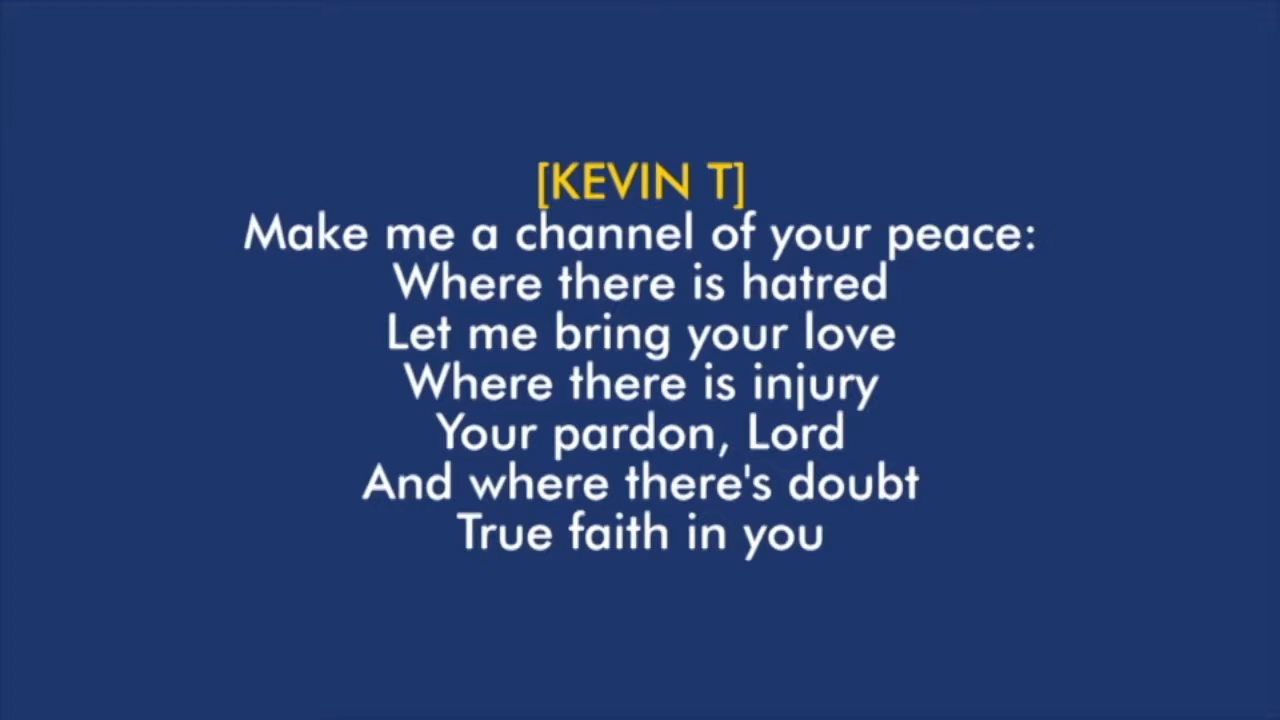 [KEVIN T]
Make me a channel of your peace:
Where there is hatred
Let me bring your love
Where there is injury
Your pardon, Lord
And where there's doubt
True faith in you